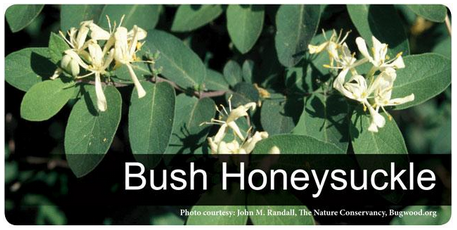 Bush Honeysuckle
Photo courtesy: John M. Randall, The Nature Conservancy, Bugwood.org